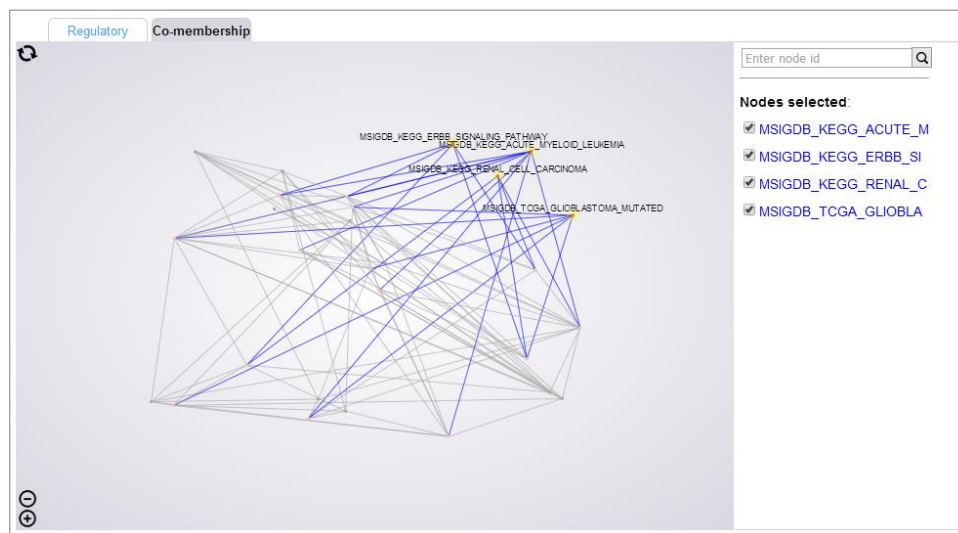 Regulatory
Co-membership
Enter node id
Nodes selected:
MSIGDB_KEGG_ACUTE_M
MSIGDB_KEGG_ERBB_SI
MSIGDB_KEGG_RENAL_C
MSIGDB_TCGA_GLIOBLA
MSIGDB_KEGG_ERBB_SIGNALING_PATHWAY
MSIGDB_KEGG_ACUTE_MYELOID_LEUKEMIA
MSIGDB_KEGG_RENAL_CELL_CARCINOMA
MSIGDB_TCGA_GLIOBLASTOMA_MUTATED